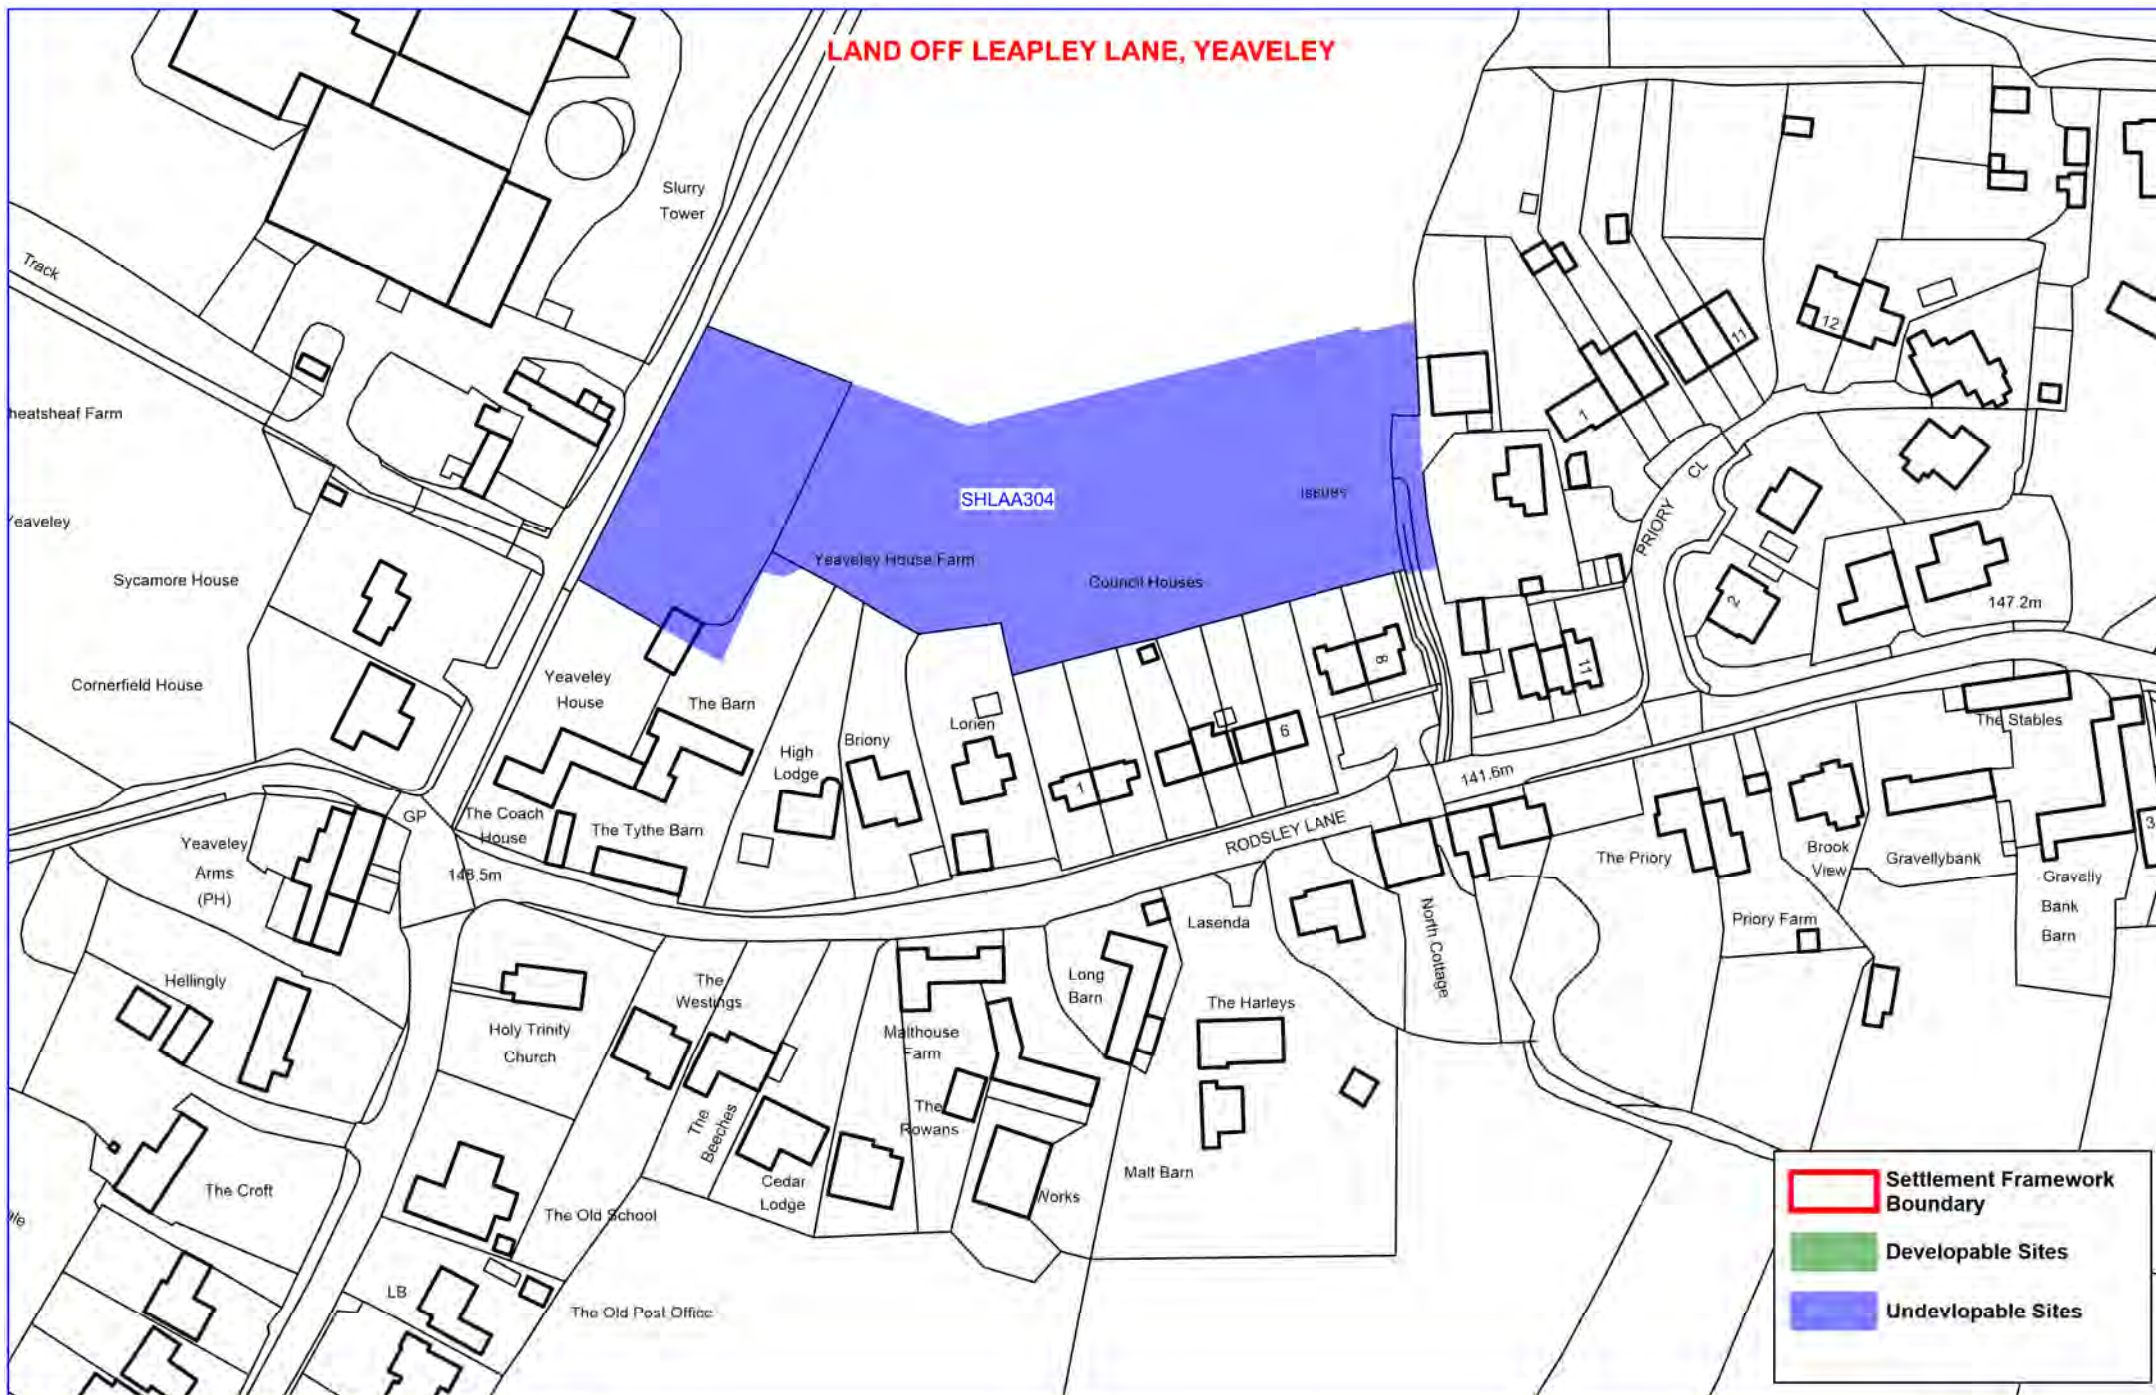 LAND OFF LEAPLEY LANE, YEAVELEY
Slurry
Tower
Track
heatsheaf Farm
Yeaveley
Sycamore House
Cornerfield House
SHLAA304
Issues
Yeaveley House Farm
Council Houses
PRIORY CL
1
11
12
2
147.2m
Yeaveley
House
The Barn
High
Lodge
Briony
Lorien
1
6
8
11
141.6m
The Stables
GP
The Coach
House
The Tythe Barn
148.5m
RODSLEY LANE
Yeaveley
Arms
(PH)
The Priory
Brook
View
Gravellybank
3
Gravelly
Bank
Barn
Priory Farm
Lasenda
North Cottage
Hellingly
Holy Trinity
Church
The
Westings
Malthouse
Farm
Long
Barn
The Harleys
The
Beeches
The
Rowans
Cedar
Lodge
Works
Malt Barn
The Croft
The Old School
LB
The Old Post Office
Settlement Framework
Boundary
Developable Sites
Undevlopable Sites